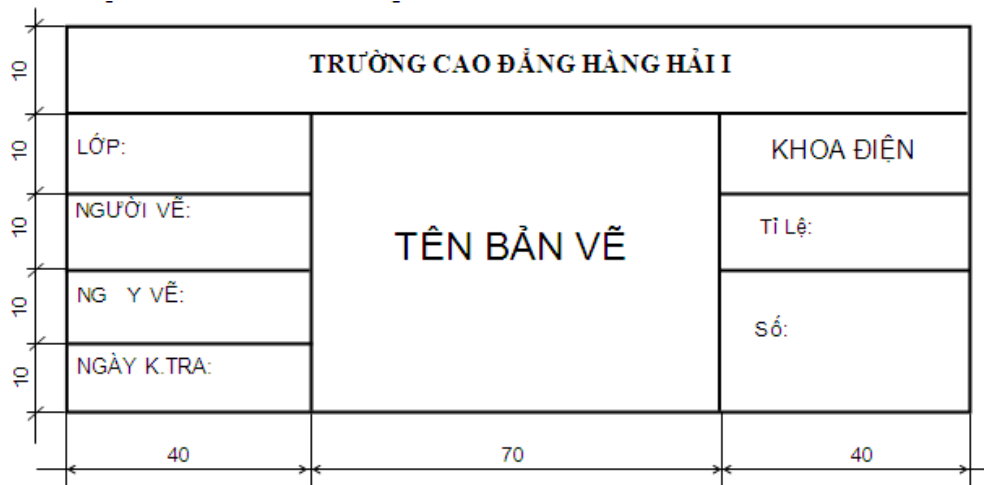 TRƯỜNG CAO ĐẲNG HÀNG HẢI I
LỚP:
NGƯỜI VẼ:
NG Y VẼ:
NGÀY K.TRA:
TÊN BẢN VẼ
KHOA ĐIỆN
Tỉ Lệ:
Số:
10
10
10
10
10
40
70
40